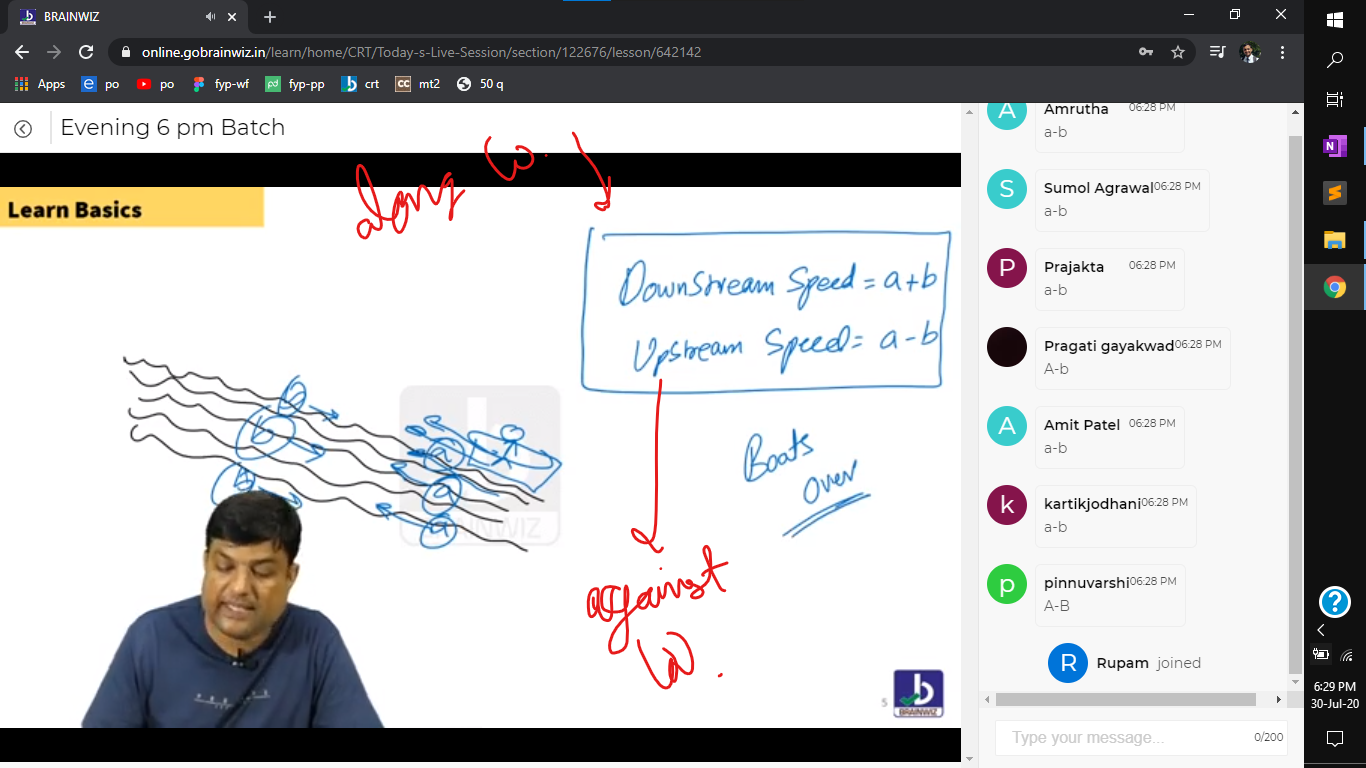 BRAINWIZ
online.gobrainwiz.in/learn/home/CRT/Today-s-Live-Session/section/122676/lesson/642142
Apps
po
po
fyp-wf
fyp-pp
crt
CC
mt2
50 q
Evening 6 pm Batch
Learn Basics
along w.
Downstream Speed = a+b
Upstream Speed = a-b
Boats
Over
b
b
b
a
a
a
against
w.
BRAINWIZ
5
b
BRAINWIZ
A
Amrutha 06:28 PM
a-b
S
Sumol Agrawal 06:28 PM
a-b
P
Prajakta 06:28 PM
a-b
Pragati gayakwad 06:28 PM
A-b
A
Amit Patel 06:28 PM
a-b
k
kartikjodhani 06:28 PM
a-b
p
pinnuvarshi 06:28 PM
A-B
R
Rupam joined
Type your message...
0/200
N
S
?
6:29 PM
30-Jul-20